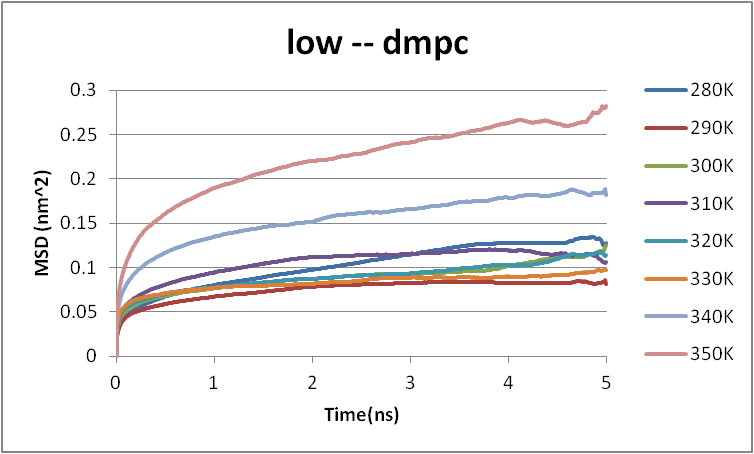 low -- dmpc
MSD (nm^2)
0.3
0.25
0.2
0.15
0.1
0.05
0
0 1 2 3 4 5
Time(ns)
280K
290K
300K
310K
320K
330K
340K
350K